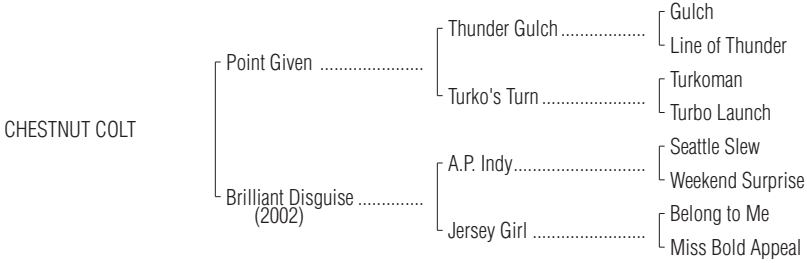 Gulch
Thunder Gulch ...................
Line of Thunder
Point Given ......................
Turkoman
Turko's Turn ......................
Turbo Launch
CHESTNUT COLT
Seattle Slew
A.P. Indy............................
Weekend Surprise
Brilliant Disguise ..............
(2002)
Belong to Me
Jersey Girl ........................
Miss Bold Appeal